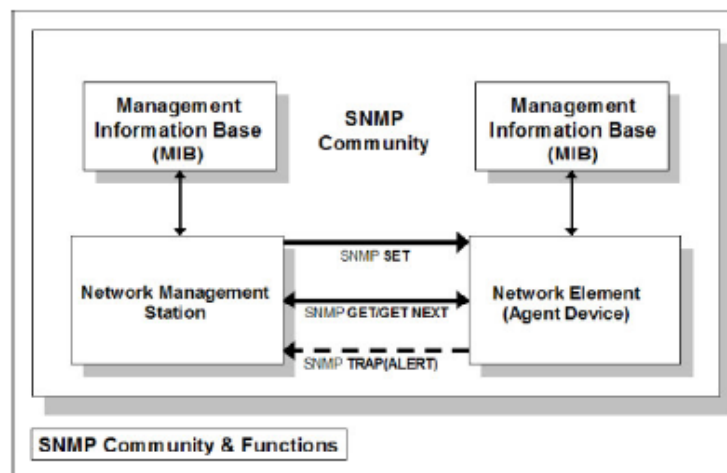 Management
Information Base
(MIB)
SNMP
Community
Management
Information Base
(MIB)
Network Management
Station
SNMP SET
SNMP GET/GET NEXT
SNMP TRAP(ALERT)
Network Element
(Agent Device)
SNMP Community & Functions